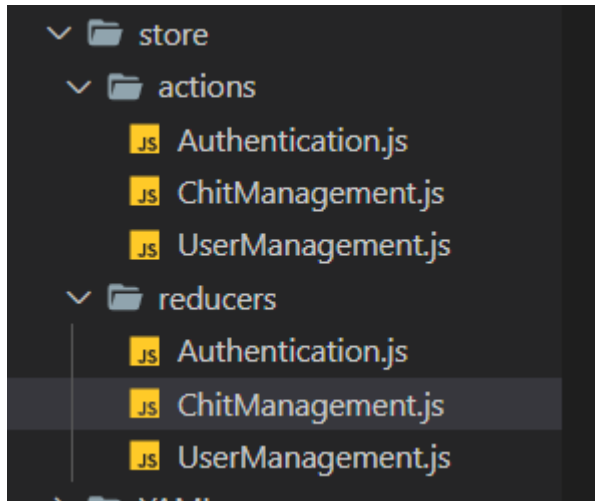 store
actions
JS Authentication.js
JS ChitManagement.js
JS UserManagement.js
reducers
JS Authentication.js
JS ChitManagement.js
JS UserManagement.js